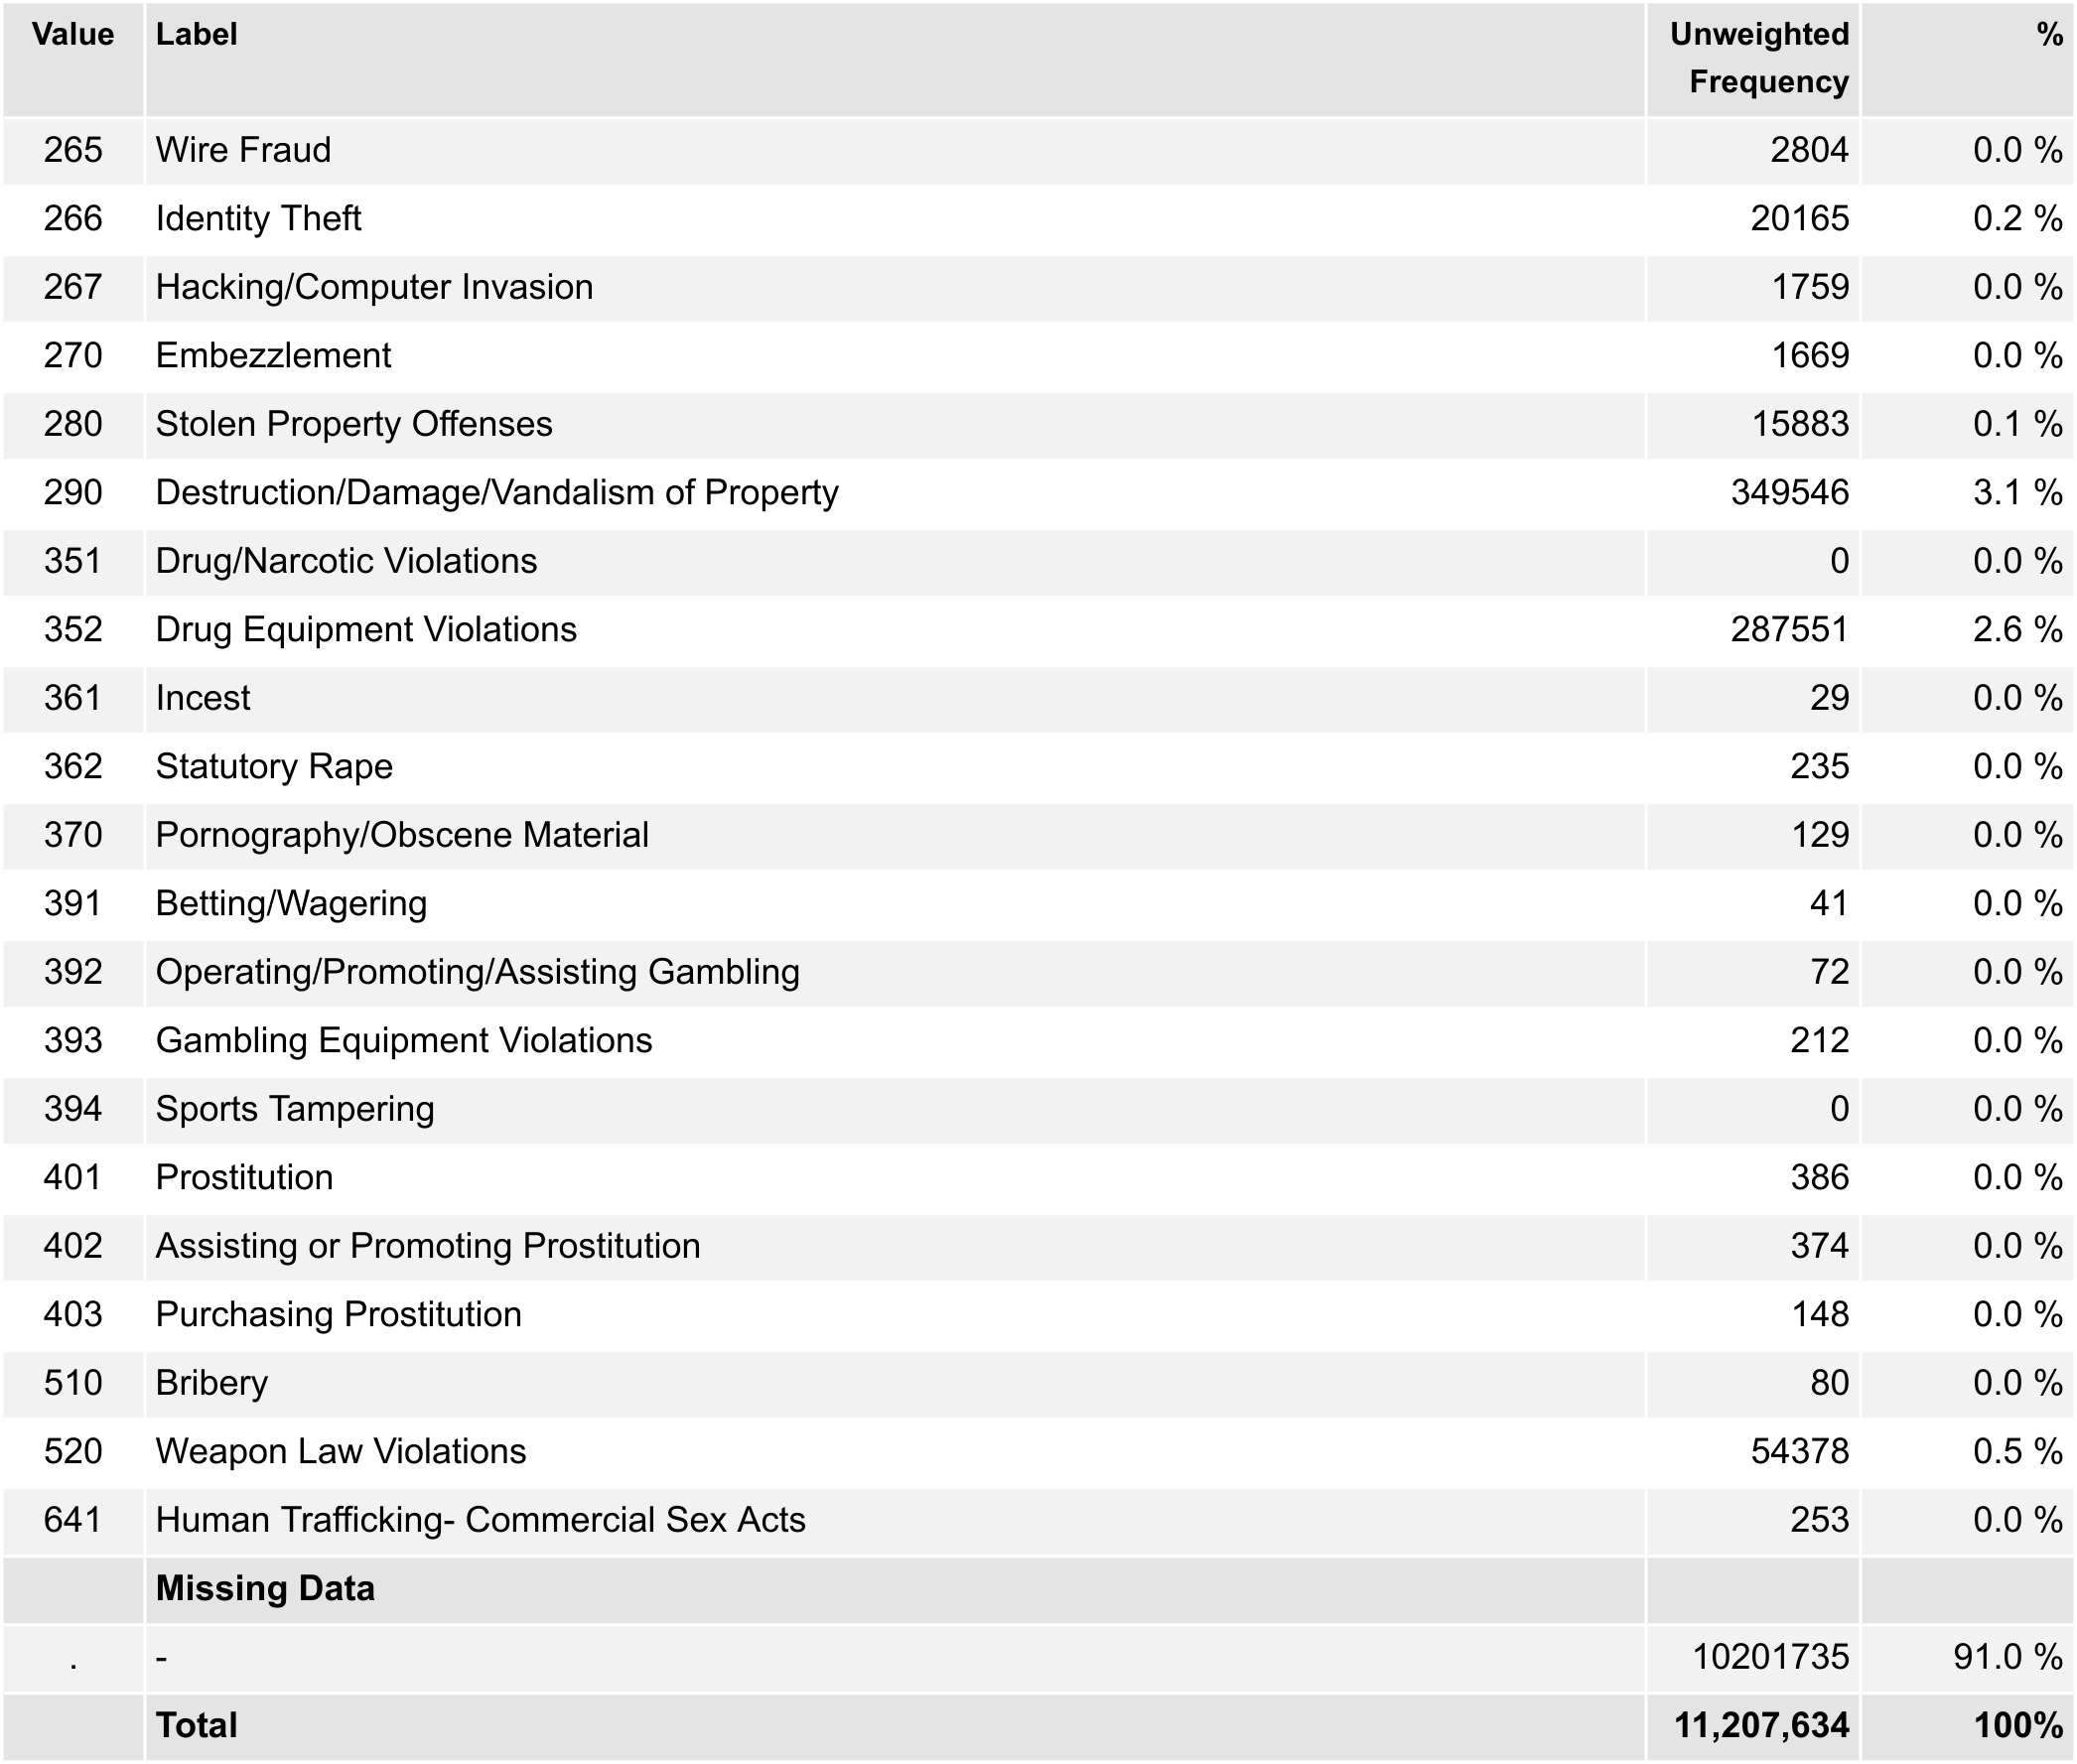 Value Label Unweighted Frequency %
265 Wire Fraud 2804 0.0 %
266 Identity Theft 20165 0.2 %
267 Hacking/Computer Invasion 1759 0.0 %
270 Embezzlement 1669 0.0 %
280 Stolen Property Offenses 15883 0.1 %
290 Destruction/Damage/Vandalism of Property 349546 3.1 %
351 Drug/Narcotic Violations 0 0.0 %
352 Drug Equipment Violations 287551 2.6 %
361 Incest 29 0.0 %
362 Statutory Rape 235 0.0 %
370 Pornography/Obscene Material 129 0.0 %
391 Betting/Wagering 41 0.0 %
392 Operating/Promoting/Assisting Gambling 72 0.0 %
393 Gambling Equipment Violations 212 0.0 %
394 Sports Tampering 0 0.0 %
401 Prostitution 386 0.0 %
402 Assisting or Promoting Prostitution 374 0.0 %
403 Purchasing Prostitution 148 0.0 %
510 Bribery 80 0.0 %
520 Weapon Law Violations 54378 0.5 %
641 Human Trafficking- Commercial Sex Acts 253 0.0 %
Missing Data
. - 10201735 91.0 %
Total 11,207,634 100%